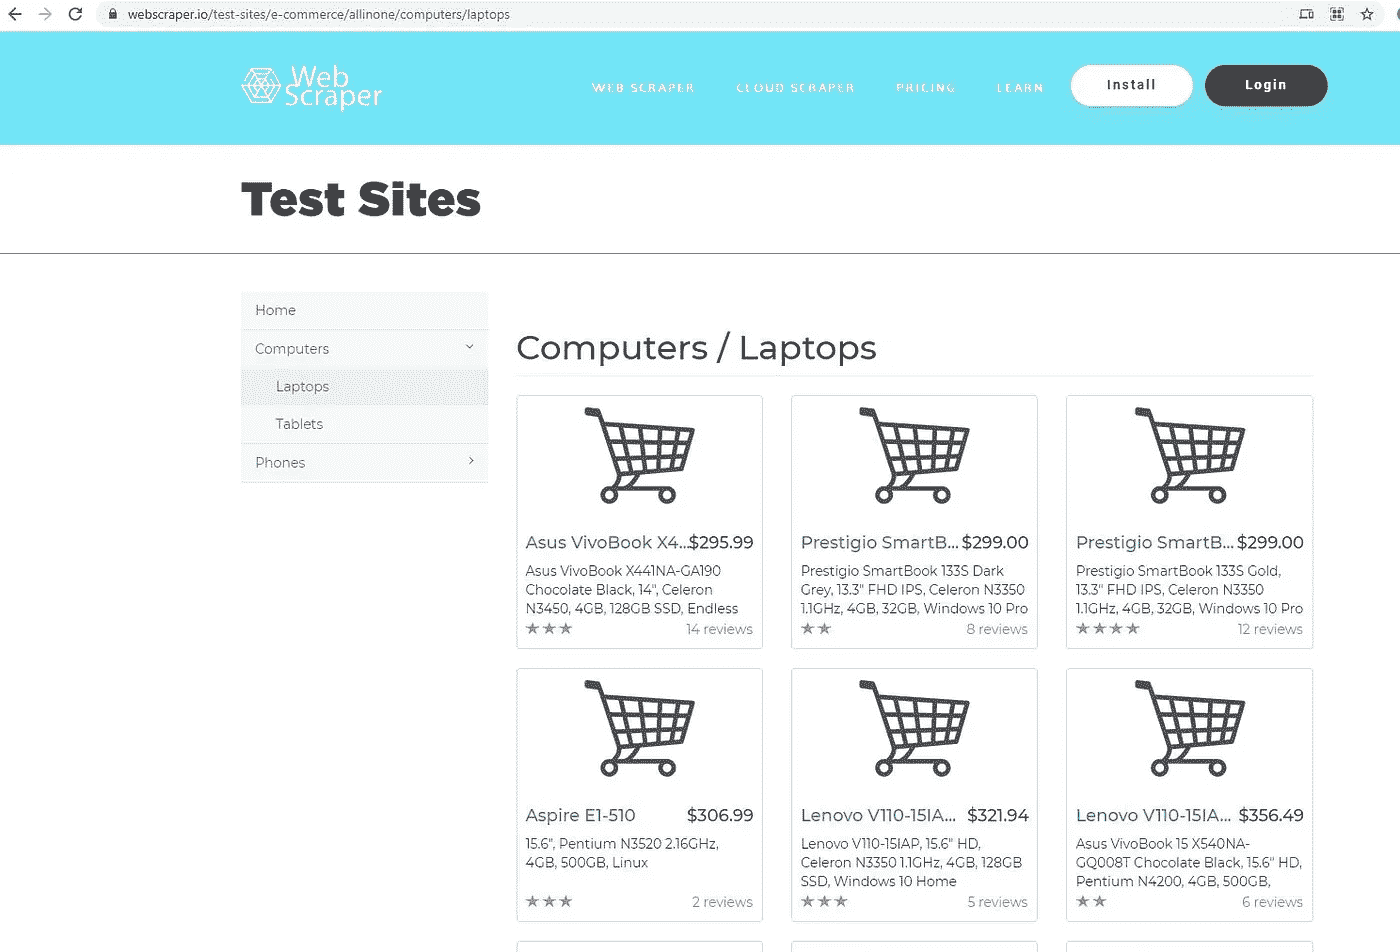 webscraper.io/test-sites/e-commerce/allinone/computers/laptops
Web
Scraper
WEB SCRAPER
CLOUD SCRAPER
PRICING
LEARN
Install
Login
Test Sites
Home
Computers
Laptops
Tablets
Phones
Computers / Laptops
Asus VivoBook X4...$295.99
Asus VivoBook X441NA-GA190
Chocolate Black, 14", Celeron
N3450, 4GB, 128GB SSD, Endless
14 reviews
Prestigio SmartB... $299.00
Prestigio SmartBook 133S Dark
Grey, 13.3" FHD IPS, Celeron N3350
1.1GHz, 4GB, 32GB, Windows 10 Pro
8 reviews
Prestigio SmartB... $299.00
Prestigio SmartBook 133S Gold,
13.3" FHD IPS, Celeron N3350
1.1GHz, 4GB, 32GB, Windows 10 Pro
12 reviews
Aspire E1-510 $306.99
15.6", Pentium N3520 2.16GHz,
4GB, 500GB, Linux
2 reviews
Lenovo V110-15IA... $321.94
Lenovo V110-15IAP, 15.6" HD,
Celeron N3350 1.1GHz, 4GB, 128GB
SSD, Windows 10 Home
5 reviews
Lenovo V110-15IA... $356.49
Asus VivoBook 15 X540NA-
GQ008T Chocolate Black, 15.6" HD,
Pentium N4200, 4GB, 500GB,
6 reviews